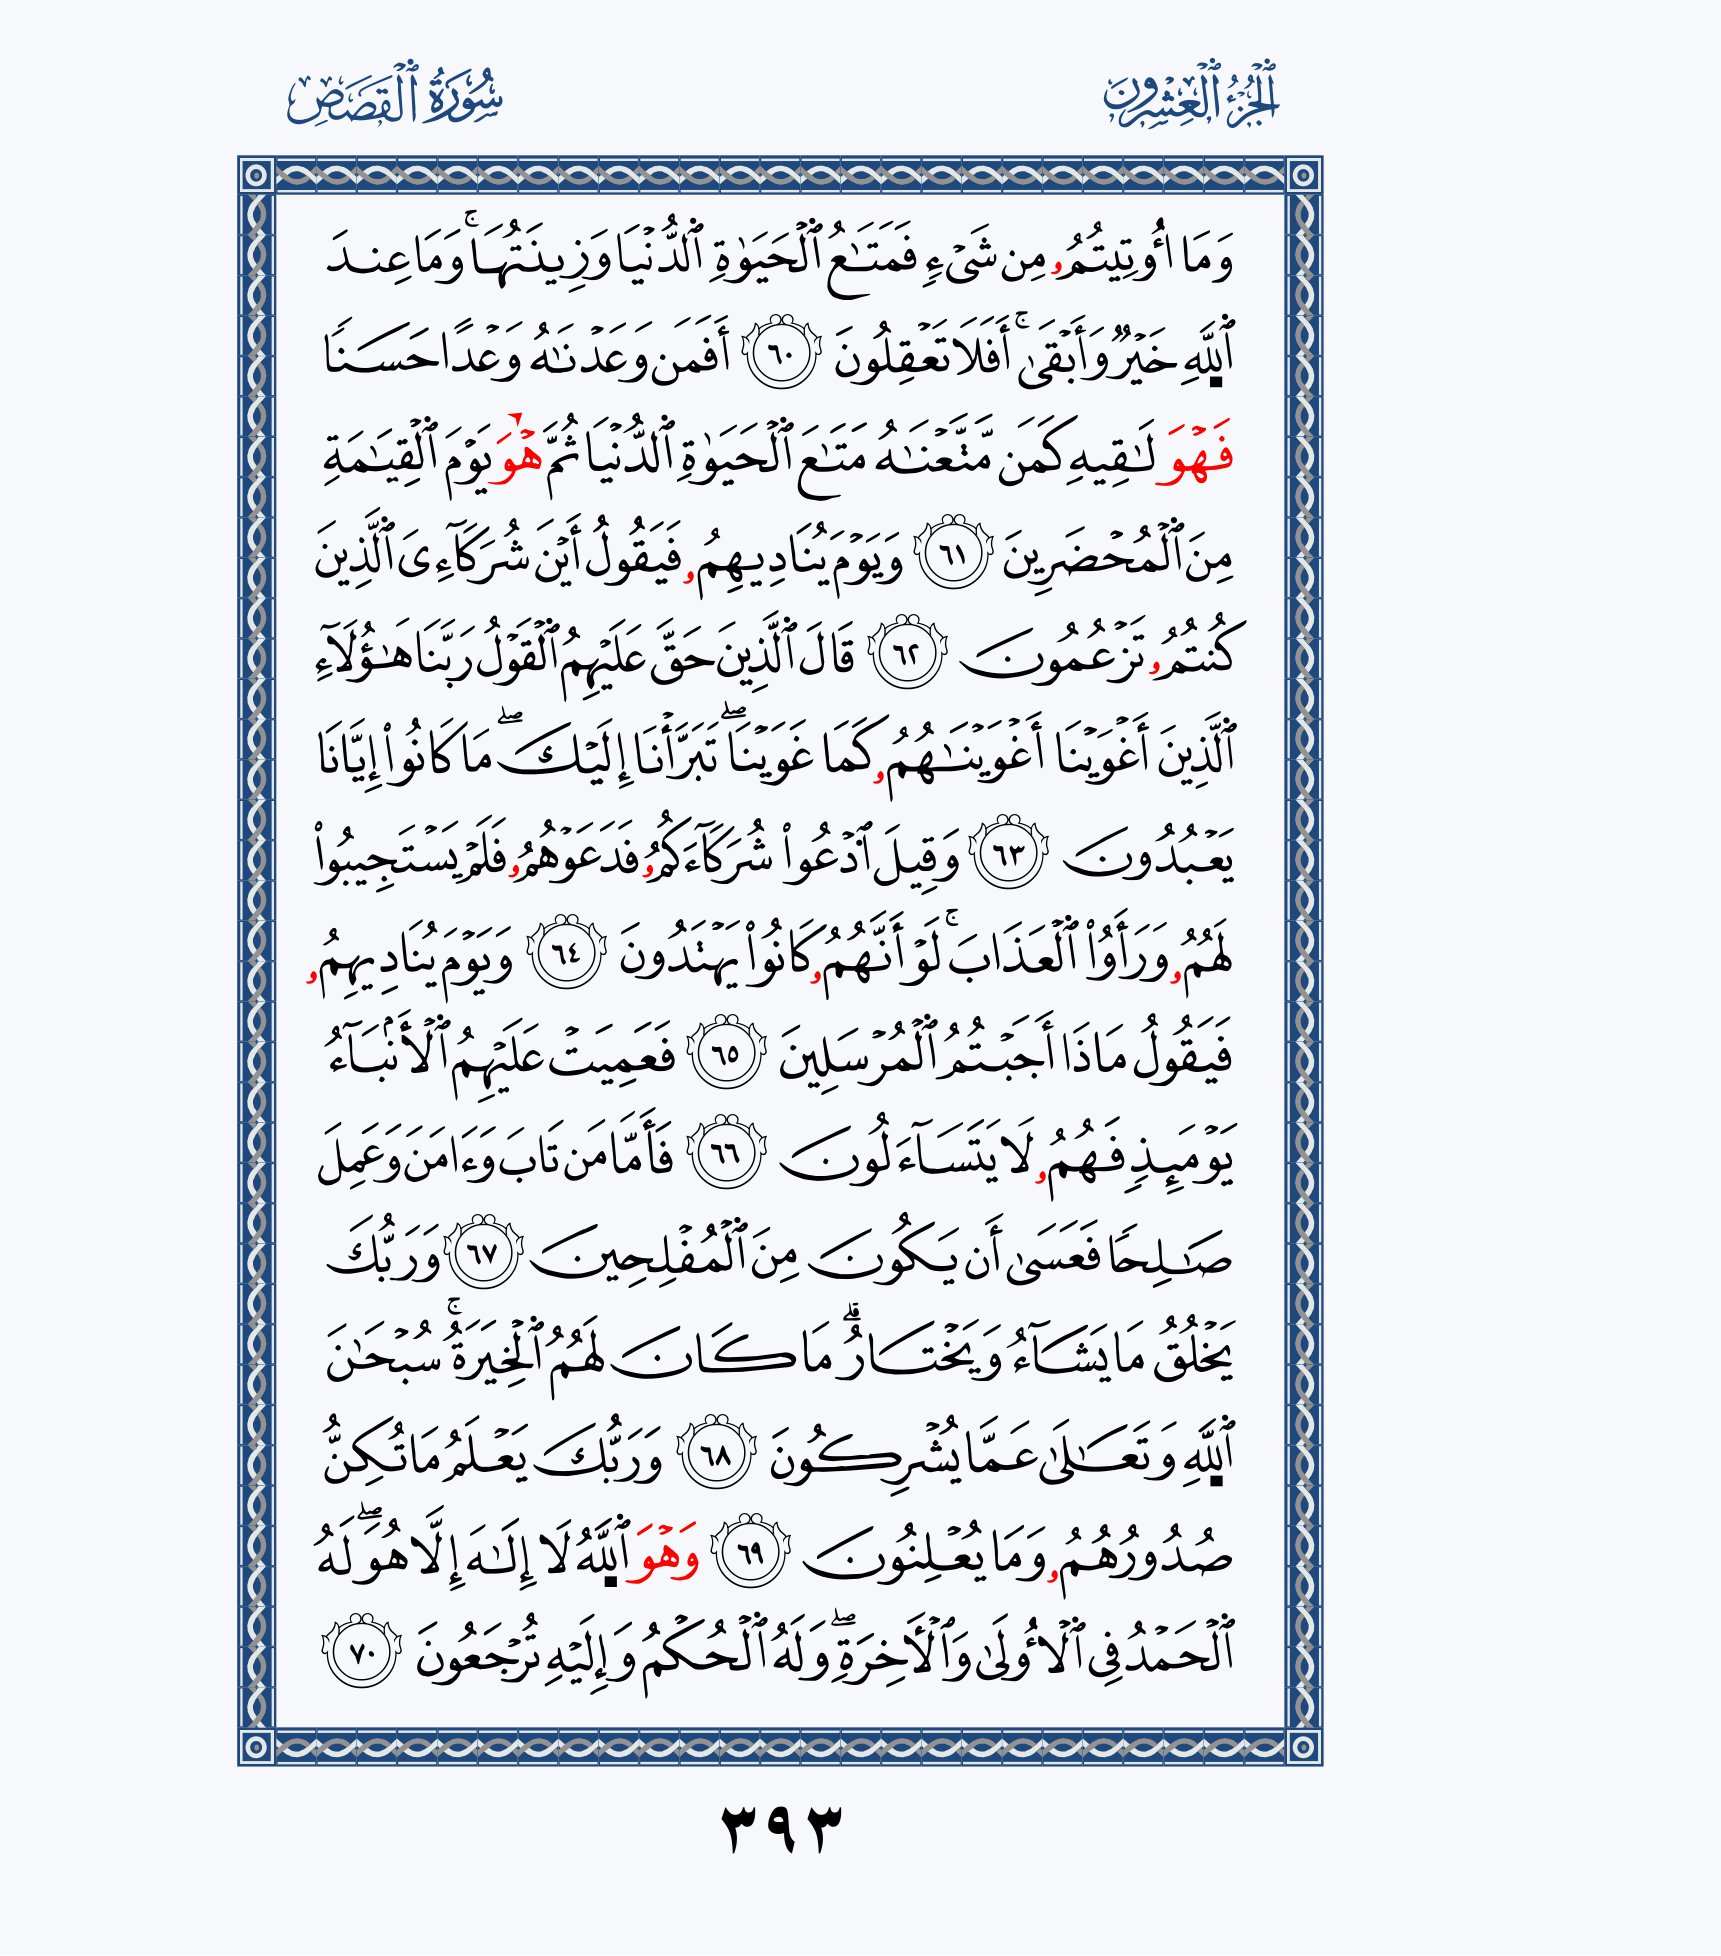 الجُزْءُ ٱلْعِشْرُونَ
سُورَةُ ٱلْقَصَصِ
وَمَآ أُوتِيتُمُۥ مِن شَىْءٍ فَمَتَٰعُ ٱلْحَيَوٰةِ ٱلدُّنْيَا وَزِينَتُهَا ۚ وَمَا عِندَ
ٱللَّهِ خَيْرٌ وَأَبْقَىٰ ۚ أَفَلَا تَعْقِلُونَ ٦٠ أَفَمَن وَعَدْنَٰهُ وَعْدًا حَسَنًا
فَهْوَ لَٰقِيهِ كَمَن مَّتَّعْنَٰهُ مَتَٰعَ ٱلْحَيَوٰةِ ٱلدُّنْيَا ثُمَّ هْوَ يَوْمَ ٱلْقِيَٰمَةِ
مِنَ ٱلْمُحْضَرِينَ ٦١ وَيَوْمَ يُنَادِيهِمُۥ فَيَقُولُ أَيْنَ شُرَكَآءِىَ ٱلَّذِينَ
كُنتُمُۥ تَزْعُمُونَ ٦٢ قَالَ ٱلَّذِينَ حَقَّ عَلَيْهِمُ ٱلْقَوْلُ رَبَّنَا هَٰٓؤُلَآءِ
ٱلَّذِينَ أَغْوَيْنَا أَغْوَيْنَٰهُمُۥ كَمَا غَوَيْنَا ۖ تَبَرَّأْنَا إِلَيْكَ ۖ مَا كَانُوا۟ إِيَّانَا
يَعْبُدُونَ ٦٣ وَقِيلَ ٱدْعُوا۟ شُرَكَآءَكُمُۥ فَدَعَوْهُمُۥ فَلَمْ يَسْتَجِيبُوا۟
لَهُمُۥ وَرَأَوُا۟ ٱلْعَذَابَ ۚ لَوْ أَنَّهُمُۥ كَانُوا۟ يَهْتَدُونَ ٦٤ وَيَوْمَ يُنَادِيهِمُۥ
فَيَقُولُ مَاذَا أَجَبْتُمُ ٱلْمُرْسَلِينَ ٦٥ فَعَمِيَتْ عَلَيْهِمُ ٱلْأَنۢبَآءُ
يَوْمَئِذٍ فَهُمُۥ لَا يَتَسَآءَلُونَ ٦٦ فَأَمَّا مَن تَابَ وَءَامَنَ وَعَمِلَ
صَٰلِحًا فَعَسَىٰ أَن يَكُونَ مِنَ ٱلْمُفْلِحِينَ ٦٧ وَرَبُّكَ
يَخْلُقُ مَا يَشَآءُ وَيَخْتَارُ ۗ مَا كَانَ لَهُمُ ٱلْخِيَرَةُ ۚ سُبْحَٰنَ
ٱللَّهِ وَتَعَٰلَىٰ عَمَّا يُشْرِكُونَ ٦٨ وَرَبُّكَ يَعْلَمُ مَا تُكِنُّ
صُدُورُهُمُۥ وَمَا يُعْلِنُونَ ٦٩ وَهْوَ ٱللَّهُ لَا إِلَٰهَ إِلَّا هُوَ ۖ لَهُ
ٱلْحَمْدُ فِى ٱلْأُولَىٰ وَٱلْأَخِرَةِ ۖ وَلَهُ ٱلْحُكْمُ وَإِلَيْهِ تُرْجَعُونَ ٧٠
٣٩٣